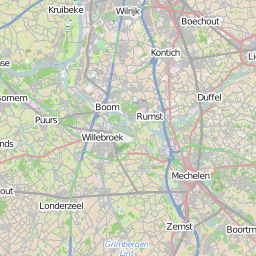 Kruibeke
Wilrijk
Boechout
Kontich
Duffel
Boom
Rumst
Puurs
Willebroek
Mechelen
Londerzeel
Zemst
Grimbergen